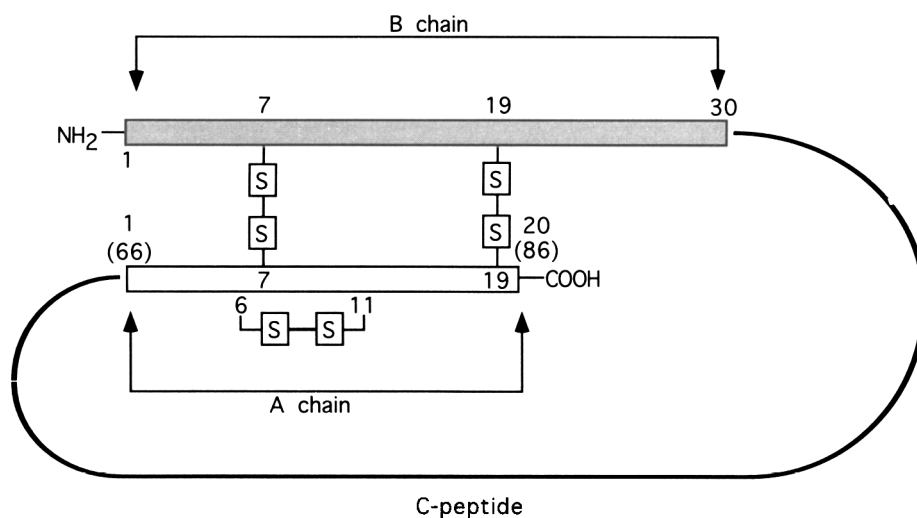 B chain
7 19 30
NH2
1
S S
1 S S 20
(66) (86)
7 19 COOH
6 11
S S
A chain
C-peptide